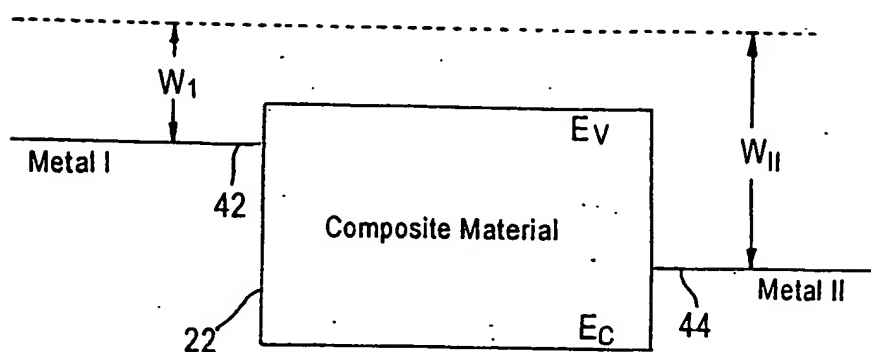 W1
EV
WII
Metal I
42
Composite Material
Metal II
22
EC
44